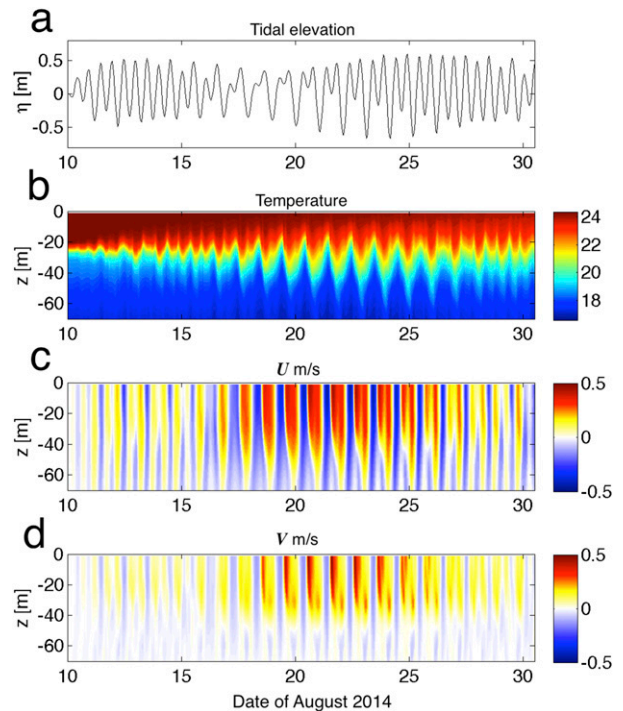 a
Tidal elevation
η [m]
0.5
0
-0.5
10 15 20 25 30
b
Temperature
z [m]
0
-20
-40
-60
10 15 20 25 30
24
22
20
18
c
U m/s
z [m]
0
-20
-40
-60
10 15 20 25 30
0.5
0
-0.5
d
V m/s
z [m]
0
-20
-40
-60
10 15 20 25 30
0.5
0
-0.5
Date of August 2014